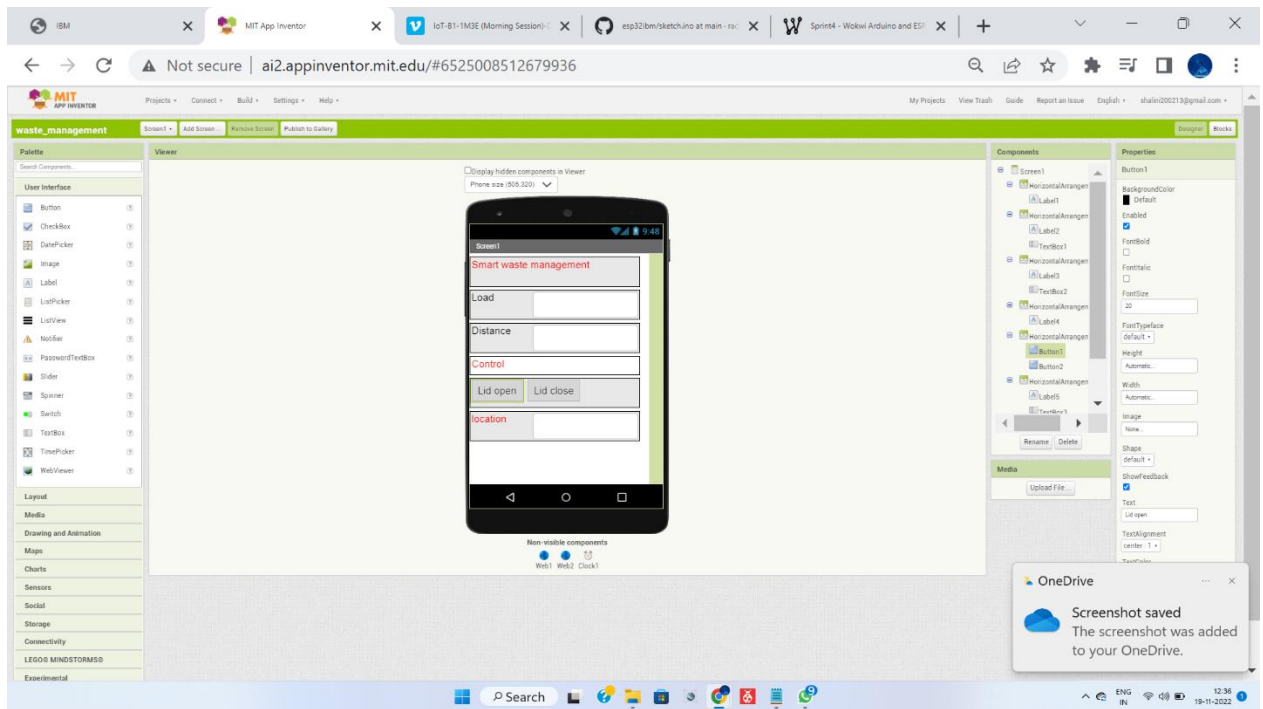 IBM
MIT App Inventor
IoT-B1-1M3E (Morning Session)-
esp32ibm/sketch.ino at main · rac
Sprint4 - Wokwi Arduino and ESP
Not secure | ai2.appinventor.mit.edu/#6525008512679936
MIT
APP INVENTOR
Projects
Connect
Build
Settings
Help
My Projects
View Trash
Guide
Report an Issue
English
shalini200213@gmail.com
waste_management
Screen1
Add Screen ...
Remove Screen
Publish to Gallery
Designer
Blocks
Palette
Search Components...
User Interface
Button
CheckBox
DatePicker
Image
Label
ListPicker
ListView
Notifier
PasswordTextBox
Slider
Spinner
Switch
TextBox
TimePicker
WebViewer
Layout
Media
Drawing and Animation
Maps
Charts
Sensors
Social
Storage
Connectivity
LEGO® MINDSTORMS®
Experimental
Viewer
Display hidden components in Viewer
Phone size (505,320)
9:48
Screen1
Smart waste management
Load
Distance
Control
Lid open
Lid close
location
Non-visible components
Web1 Web2 Clock1
Components
Screen1
HorizontalArrangen
Label1
HorizontalArrangen
Label2
TextBox1
HorizontalArrangen
Label3
TextBox2
HorizontalArrangen
Label4
HorizontalArrangen
Button1
Button2
HorizontalArrangen
Label5
TextBox3
Rename
Delete
Media
Upload File ...
Properties
Button1
BackgroundColor
Default
Enabled
FontBold
FontItalic
FontSize
20
FontTypeface
default
Height
Automatic...
Width
Automatic...
Image
None...
Shape
default
ShowFeedback
Text
Lid open
TextAlignment
center : 1
TextColor
OneDrive
Screenshot saved
The screenshot was added
to your OneDrive.
Search
9
ENG
IN
12:36
19-11-2022
1